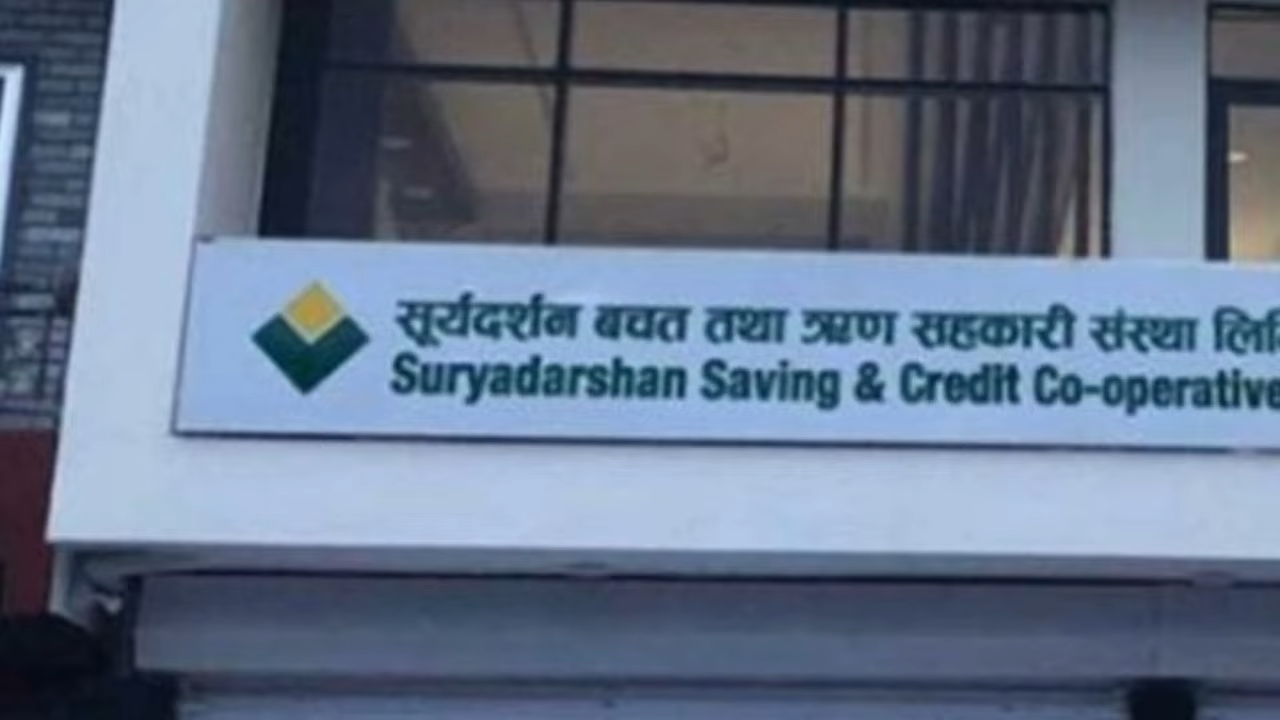 सूर्यदर्शन बचत तथा ऋण सहकारी संस्था
Suryadarshan Saving & Credit Co-operative